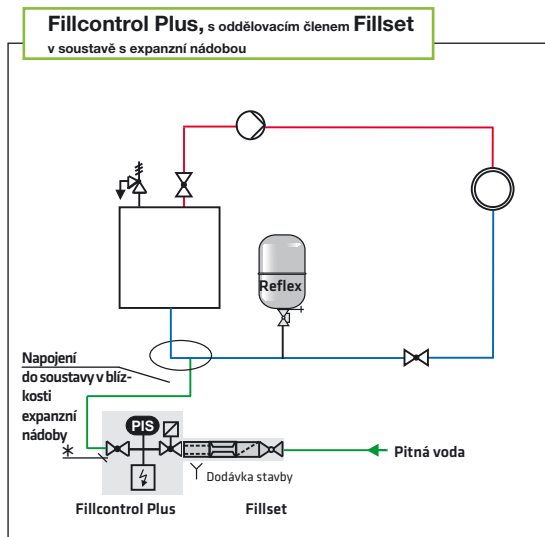 Fillcontrol Plus, s oddělovacím členem Fillset
v soustavě s expanzní nádobou
Reflex
Napojení
do soustavy v blíz-
kosti
expanzní
nádoby
PIS
Pitná voda
Dodávka stavby
Fillcontrol Plus
Fillset